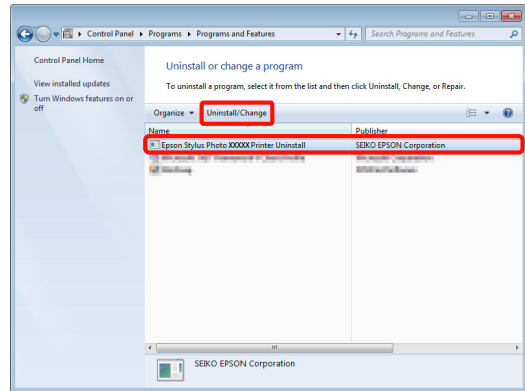 Control Panel ▸ Programs ▸ Programs and Features
Search Programs and Features
Control Panel Home
View installed updates
Turn Windows features on or
off
Uninstall or change a program
To uninstall a program, select it from the list and then click Uninstall, Change, or Repair.
Organize
Uninstall/Change
Name
Publisher
Epson Stylus Photo XXXXX Printer Uninstall
SEIKO EPSON Corporation
SEIKO EPSON Corporation